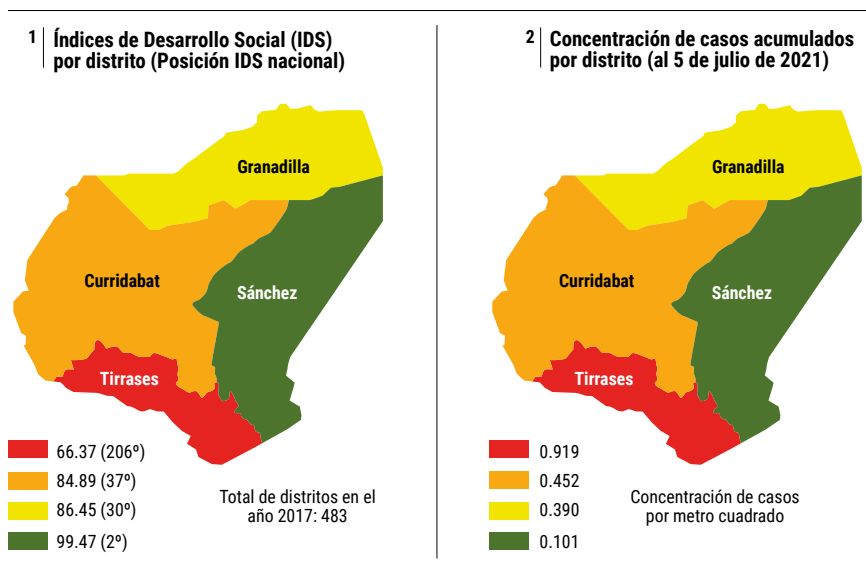 1 Índices de Desarrollo Social (IDS)
por distrito (Posición IDS nacional)
Granadilla
Curridabat
Sánchez
Tirrases
66.37 (206º)
84.89 (37º)
86.45 (30º)
99.47 (2º)
Total de distritos en el
año 2017: 483
2 Concentración de casos acumulados
por distrito (al 5 de julio de 2021)
Granadilla
Curridabat
Sánchez
Tirrases
0.919
0.452
0.390
0.101
Concentración de casos
por metro cuadrado